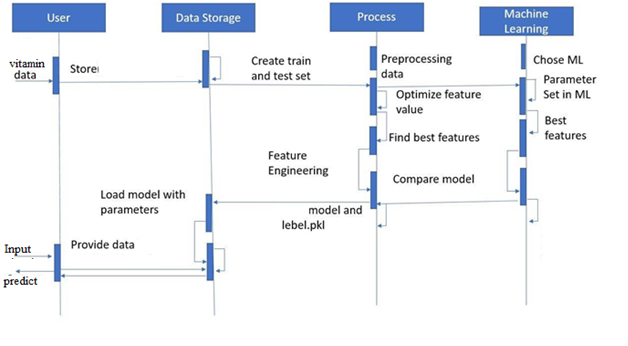 User
Data Storage
Process
Machine
Learning
vitamin
data
Store
Create train
and test set
Preprocessing
data
Chose ML
Parameter
Set in ML
Optimize feature
value
Best
features
Find best features
Feature
Engineering
Compare model
Load model with
parameters
model and
lebel.pkl
Input
Provide data
predict